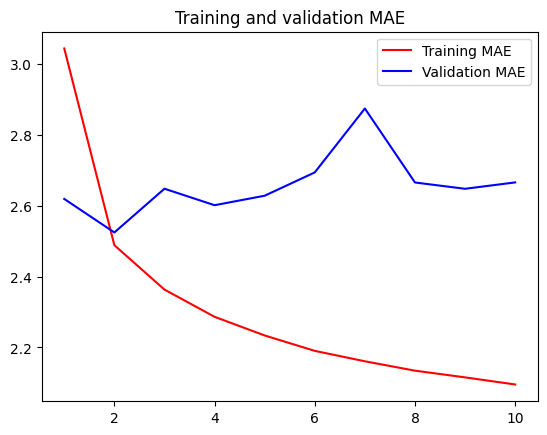 Training and validation MAE
Training MAE
Validation MAE
3.0
2.8
2.6
2.4
2.2
2 4 6 8 10